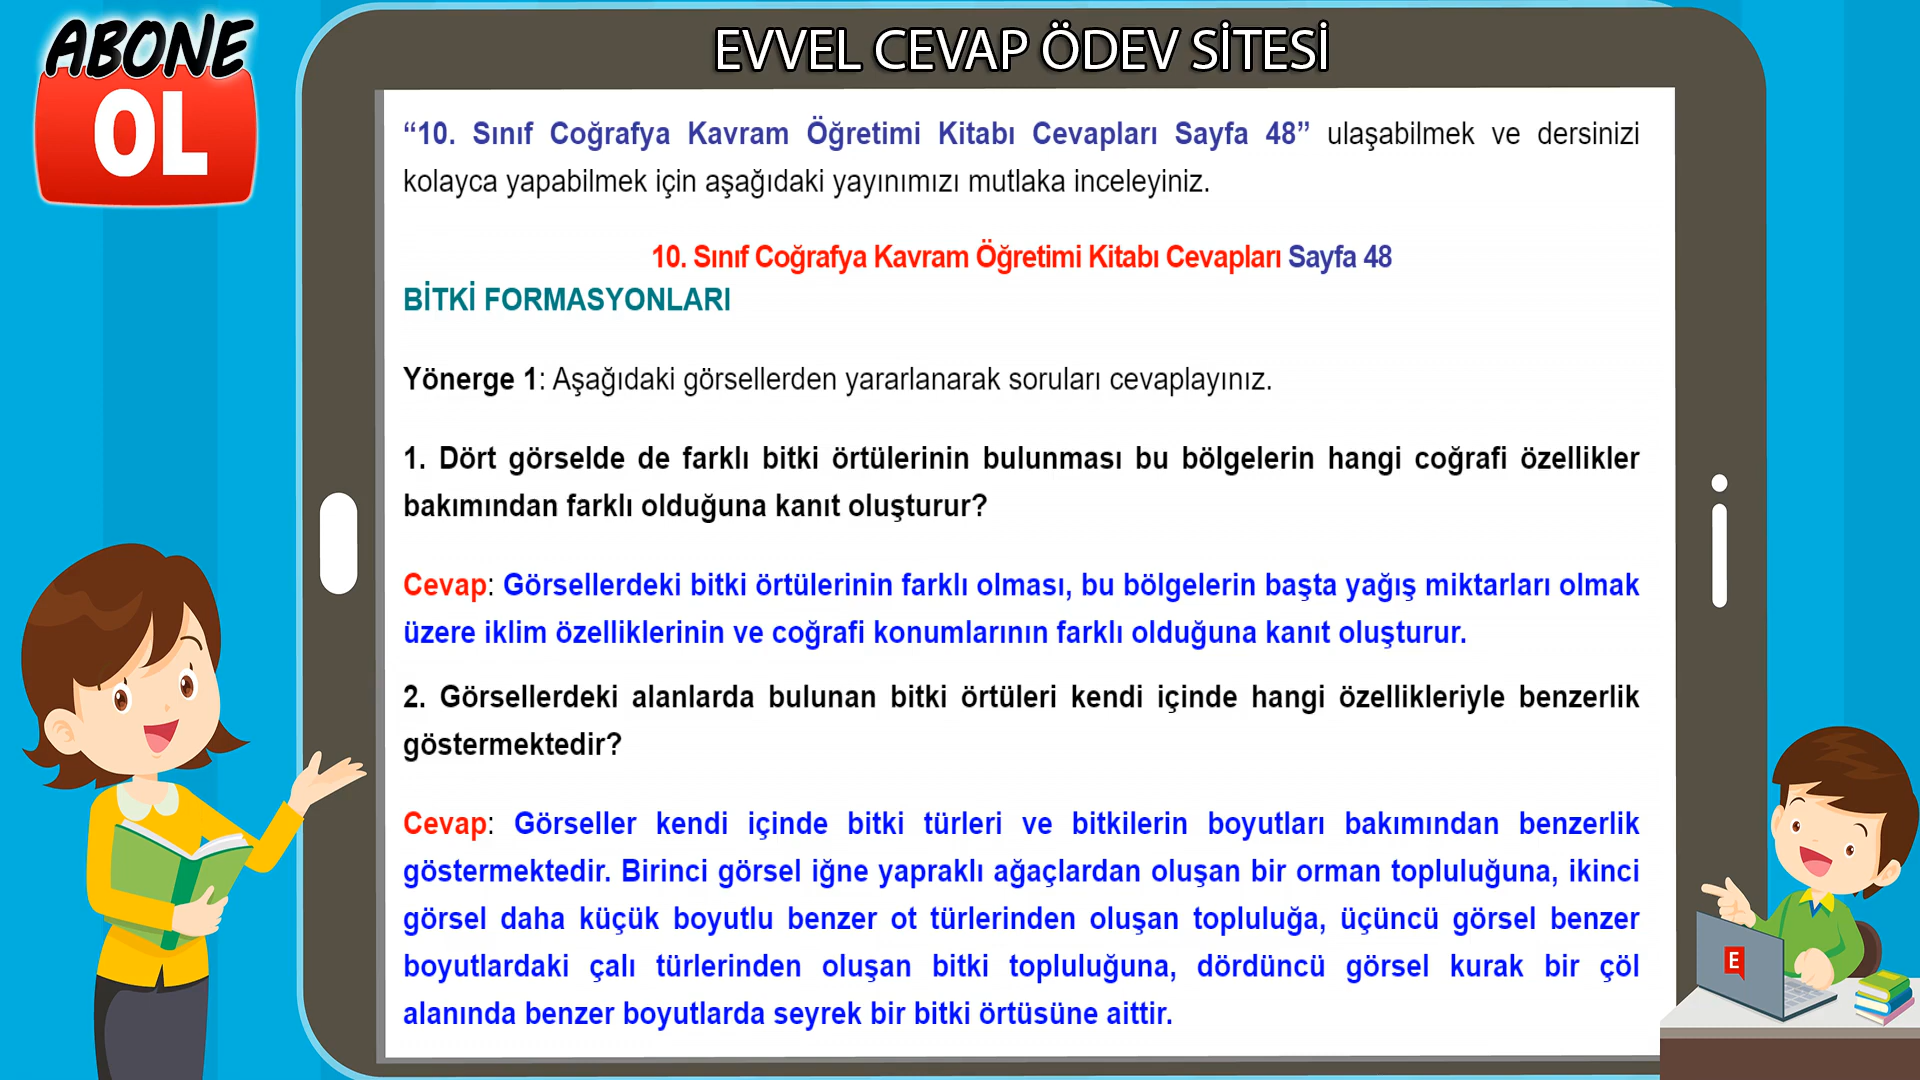 ABONE
OL
EVVEL CEVAP ÖDEV SİTESİ
“10. Sınıf Coğrafya Kavram Öğretimi Kitabı Cevapları Sayfa 48” ulaşabilmek ve dersinizi
kolayca yapabilmek için aşağıdaki yayınımızı mutlaka inceleyiniz.
10. Sınıf Coğrafya Kavram Öğretimi Kitabı Cevapları Sayfa 48
BİTKİ FORMASYONLARI
Yönerge 1: Aşağıdaki görsellerden yararlanarak soruları cevaplayınız.
1. Dört görselde de farklı bitki örtülerinin bulunması bu bölgelerin hangi coğrafi özellikler
bakımından farklı olduğuna kanıt oluşturur?
Cevap: Görsellerdeki bitki örtülerinin farklı olması, bu bölgelerin başta yağış miktarları olmak
üzere iklim özelliklerinin ve coğrafi konumlarının farklı olduğuna kanıt oluşturur.
2. Görsellerdeki alanlarda bulunan bitki örtüleri kendi içinde hangi özellikleriyle benzerlik
göstermektedir?
Cevap: Görseller kendi içinde bitki türleri ve bitkilerin boyutları bakımından benzerlik
göstermektedir. Birinci görsel iğne yapraklı ağaçlardan oluşan bir orman topluluğuna, ikinci
görsel daha küçük boyutlu benzer ot türlerinden oluşan topluluğa, üçüncü görsel benzer
boyutlardaki çalı türlerinden oluşan bitki topluluğuna, dördüncü görsel kurak bir çöl
alanında benzer boyutlarda seyrek bir bitki örtüsüne aittir.
E